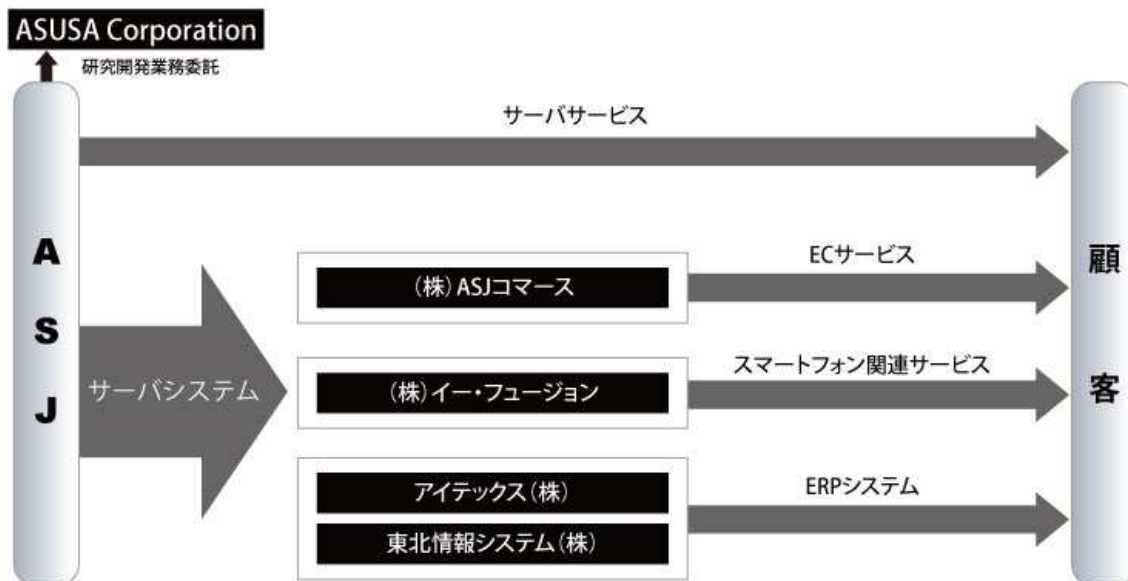 ASUSA Corporation
研究開発業務委託
サーバサービス
A
S
J
サーバシステム
(株)ASJコマース
ECサービス
(株)イー・フュージョン
スマートフォン関連サービス
アイテックス(株)
東北情報システム(株)
ERPシステム
顧
客